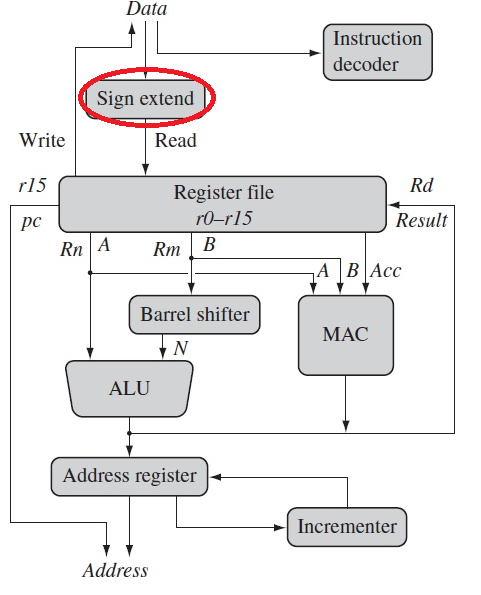 Data
Instruction
decoder
Sign extend
Write
Read
r15
Register file
Rd
pc
r0–r15
Result
Rn A
Rm B
A B Acc
Barrel shifter
MAC
N
ALU
Address register
Incrementer
Address